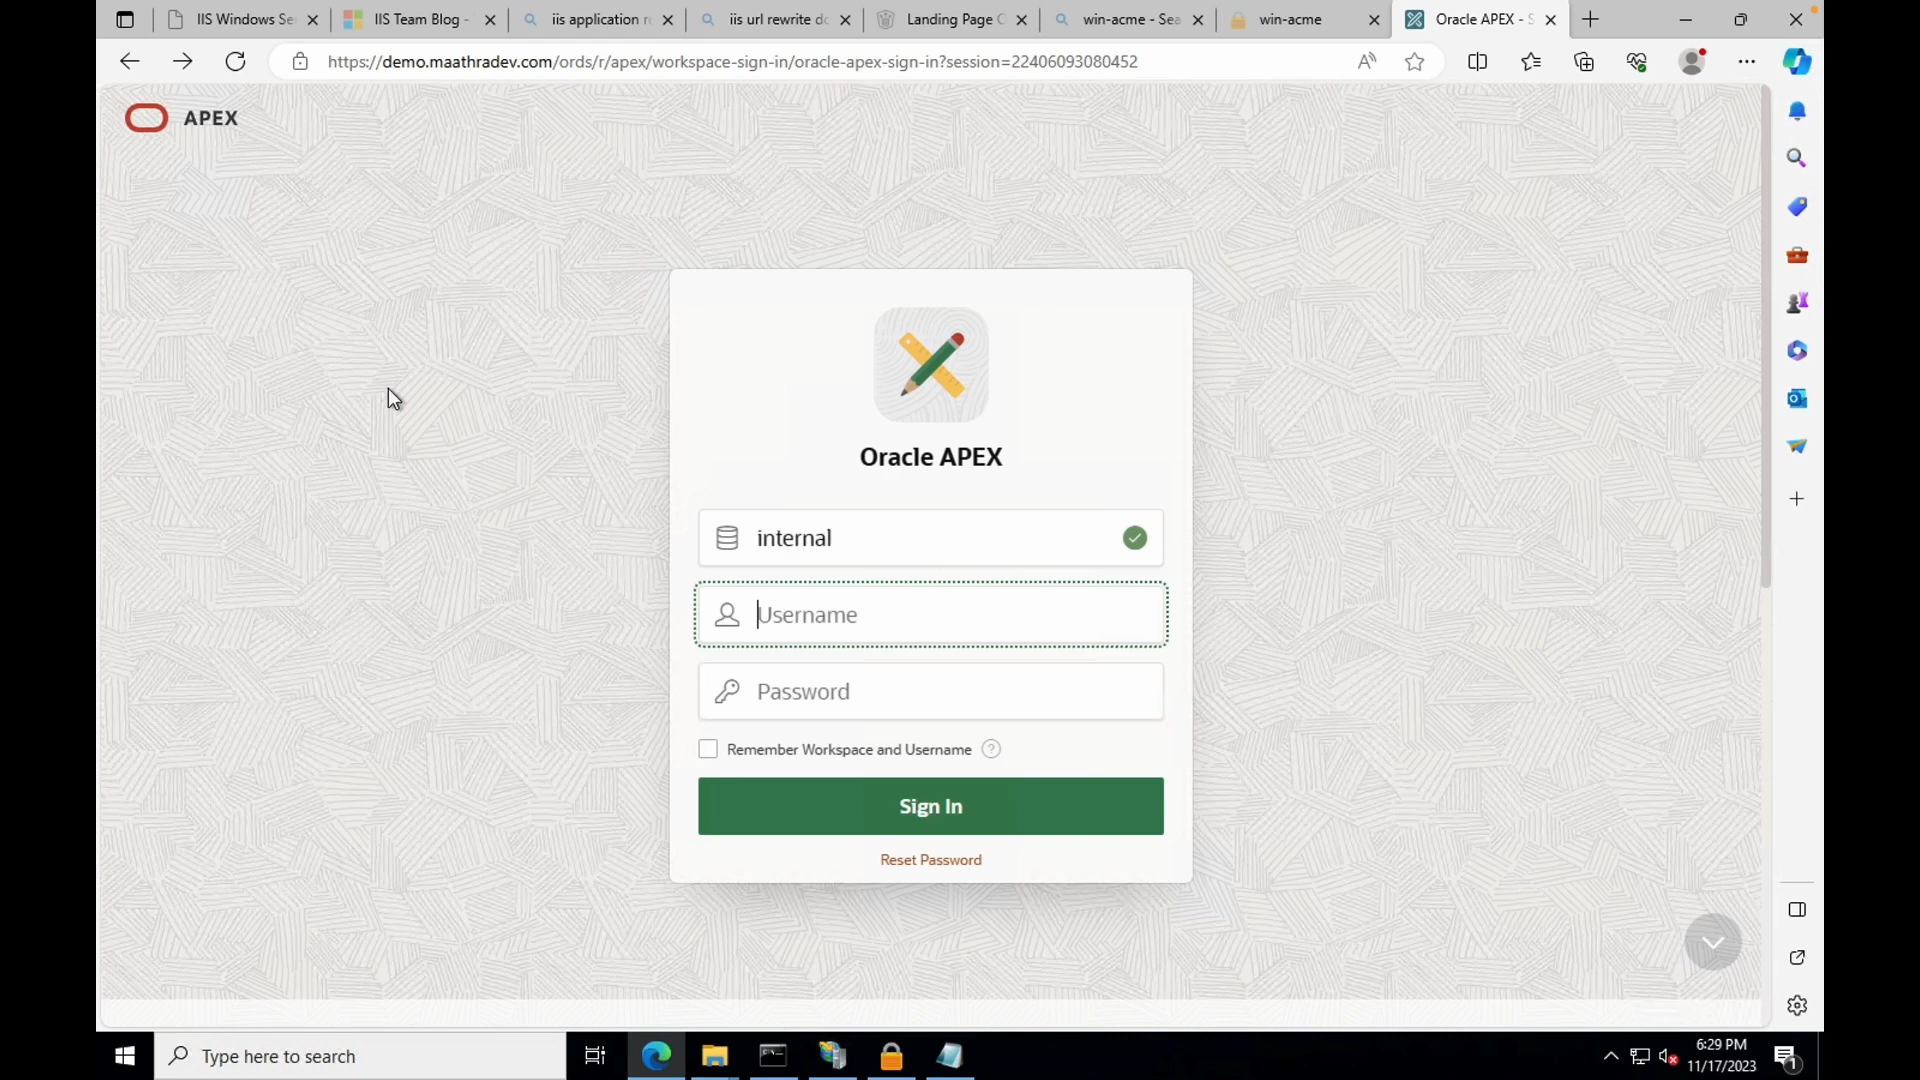 IIS Windows Se
IIS Team Blog -
iis application r
iis url rewrite do
Landing Page C
win-acme - Sea
win-acme
Oracle APEX - S
https://demo.maathradev.com/ords/r/apex/workspace-sign-in/oracle-apex-sign-in?session=22406093080452
APEX
Oracle APEX
internal
Username
Password
Remember Workspace and Username ?
Sign In
Reset Password
Type here to search
6:29 PM
11/17/2023
1